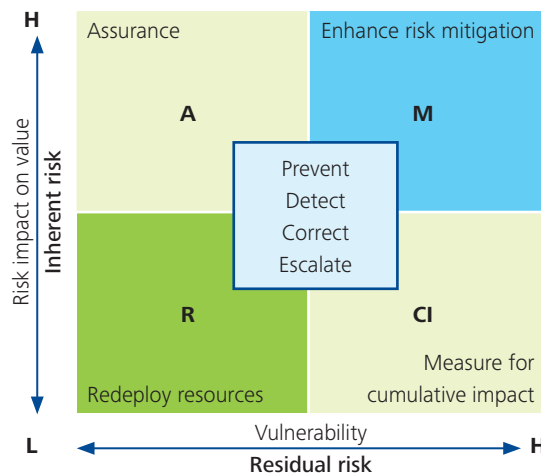 H
Assurance
Enhance risk mitigation
A
M
Risk impact on value
Inherent risk
Prevent
Detect
Correct
Escalate
R
CI
Redeploy resources
Measure for
cumulative impact
L
Vulnerability
H
Residual risk